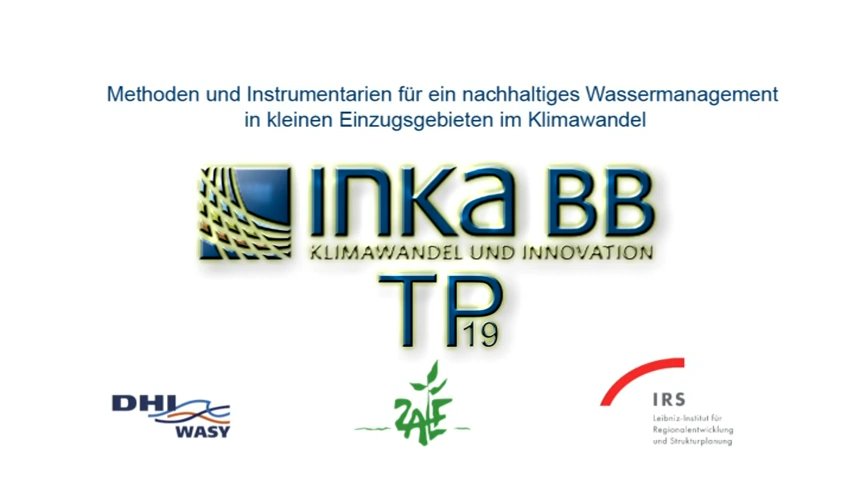 Methoden und Instrumentarien für ein nachhaltiges Wassermanagement
in kleinen Einzugsgebieten im Klimawandel
INKA BB
KLIMAWANDEL UND INNOVATION
TP19
DHI
WASY
ZALF
IRS
Leibniz-Institut für
Regionalentwicklung
und Strukturplanung